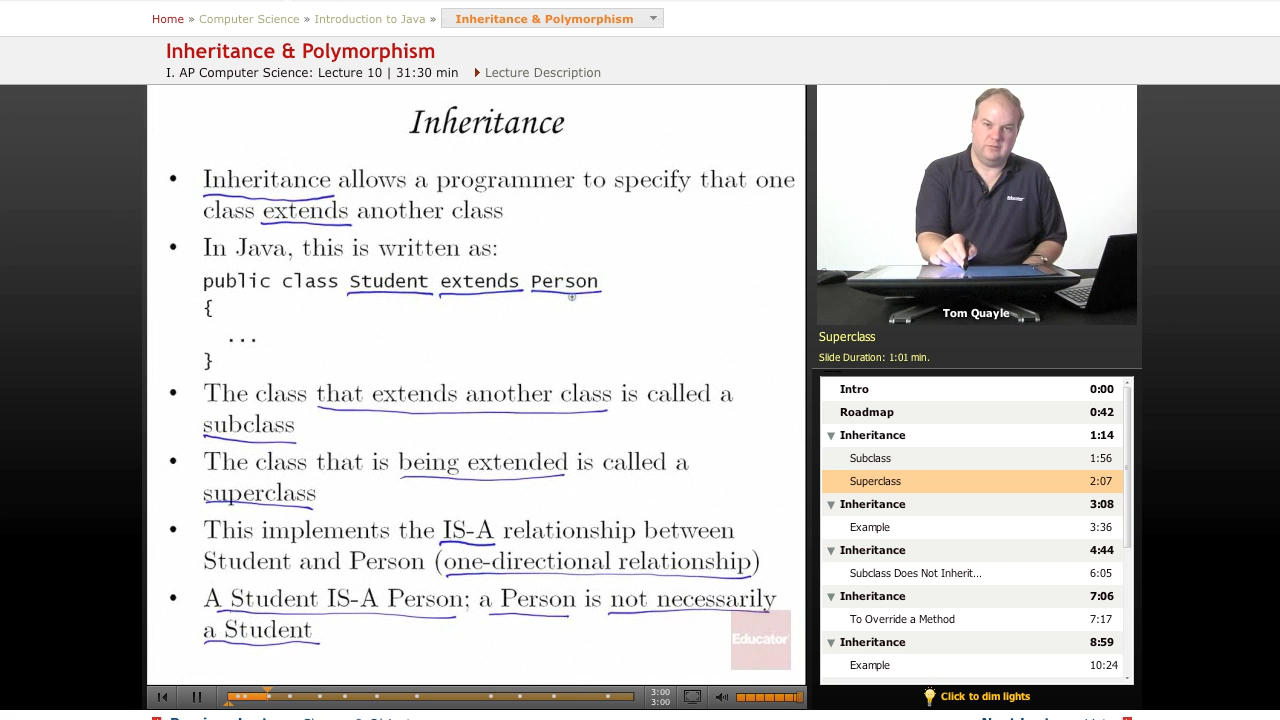 Home » Computer Science » Introduction to Java » Inheritance & Polymorphism
Inheritance & Polymorphism
I. AP Computer Science: Lecture 10 | 31:30 min Lecture Description
Inheritance
• Inheritance allows a programmer to specify that one
class extends another class
• In Java, this is written as:
public class Student extends Person
{
...
}
• The class that extends another class is called a
subclass
• The class that is being extended is called a
superclass
• This implements the IS-A relationship between
Student and Person (one-directional relationship)
• A Student IS-A Person; a Person is not necessarily
a Student
Educator
3:00
3:00
Educator
Tom Quayle
Superclass
Slide Duration: 1:01 min.
Intro 0:00
Roadmap 0:42
Inheritance 1:14
Subclass 1:56
Superclass 2:07
Inheritance 3:08
Example 3:36
Inheritance 4:44
Subclass Does Not Inherit... 6:05
Inheritance 7:06
To Override a Method 7:17
Inheritance 8:59
Example 10:24
Click to dim lights